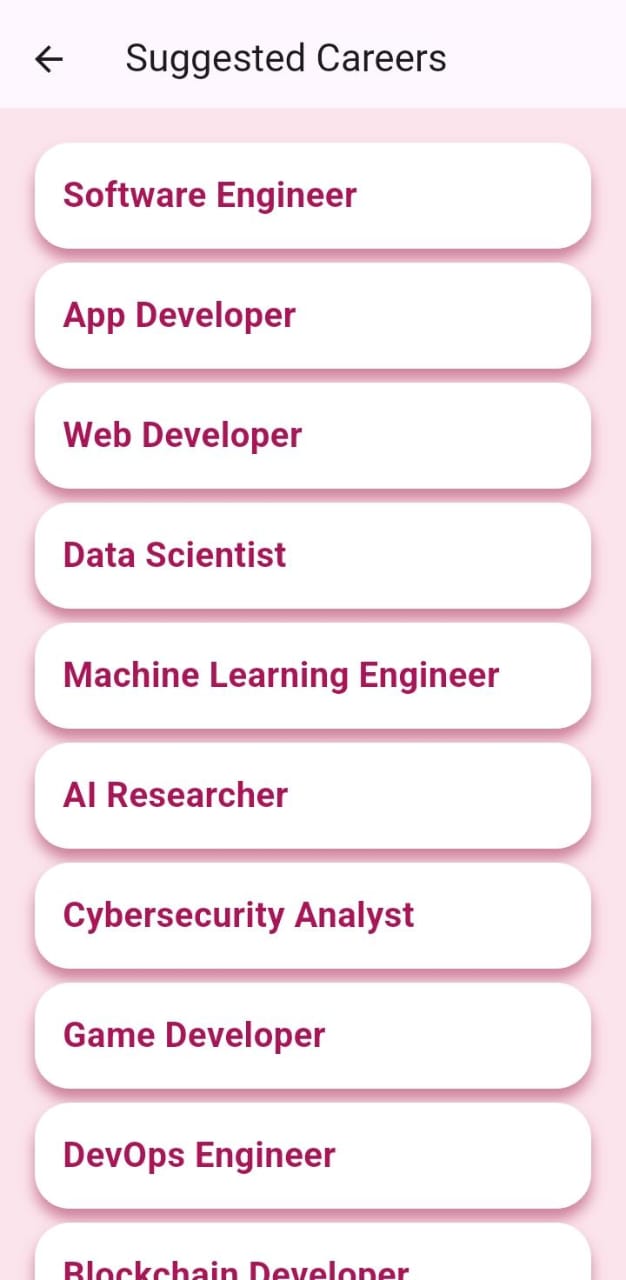 Suggested Careers
Software Engineer
App Developer
Web Developer
Data Scientist
Machine Learning Engineer
AI Researcher
Cybersecurity Analyst
Game Developer
DevOps Engineer
Blockchain Developer